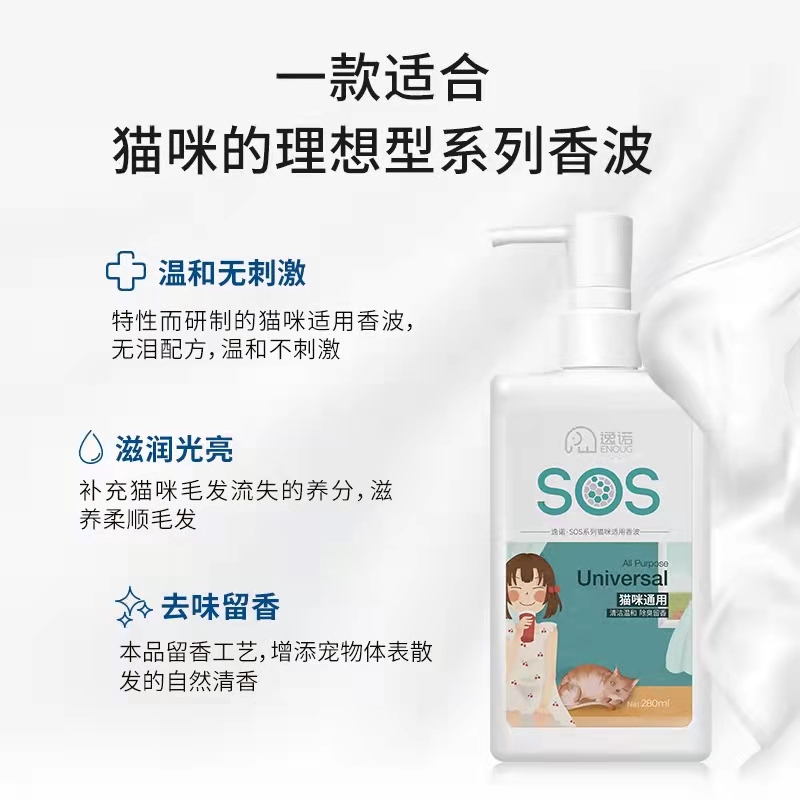 一款适合
猫咪的理想型系列香波
温和无刺激
特性而研制的猫咪适用香波，
无泪配方，温和不刺激
滋润光亮
补充猫咪毛发流失的养分，滋
养柔顺毛发
去味留香
本品留香工艺，增添宠物体表散
发的自然清香
逸诺
ENOUG
SOS
逸诺·SOS系列猫咪适用香波
All Purpose
Universal
猫咪通用
清洁温和 除臭留香
Net 280ml